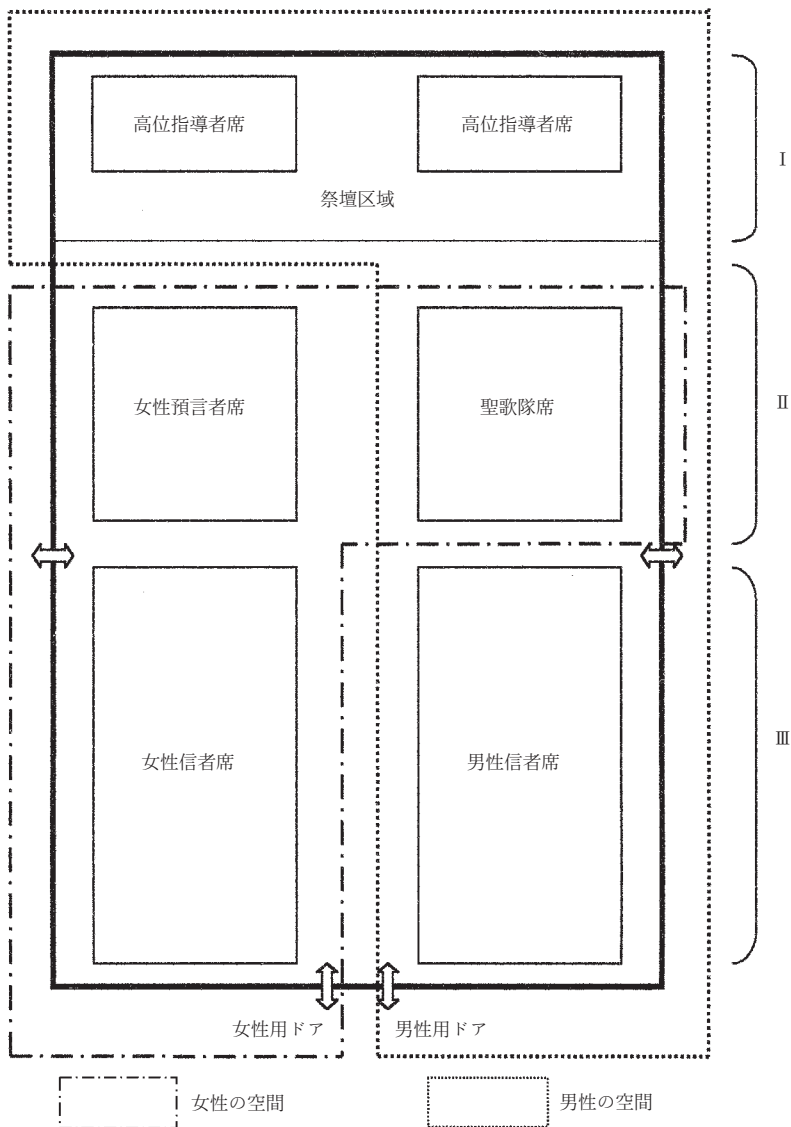 高位指導者席
高位指導者席
祭壇区域
Ⅰ
女性預言者席
聖歌隊席
Ⅱ
女性信者席
男性信者席
Ⅲ
女性用ドア
男性用ドア
女性の空間
男性の空間